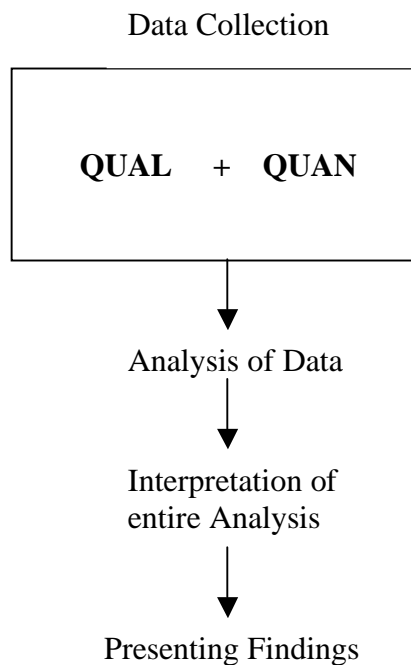 Data Collection
QUAL + QUAN
Analysis of Data
Interpretation of
entire Analysis
Presenting Findings